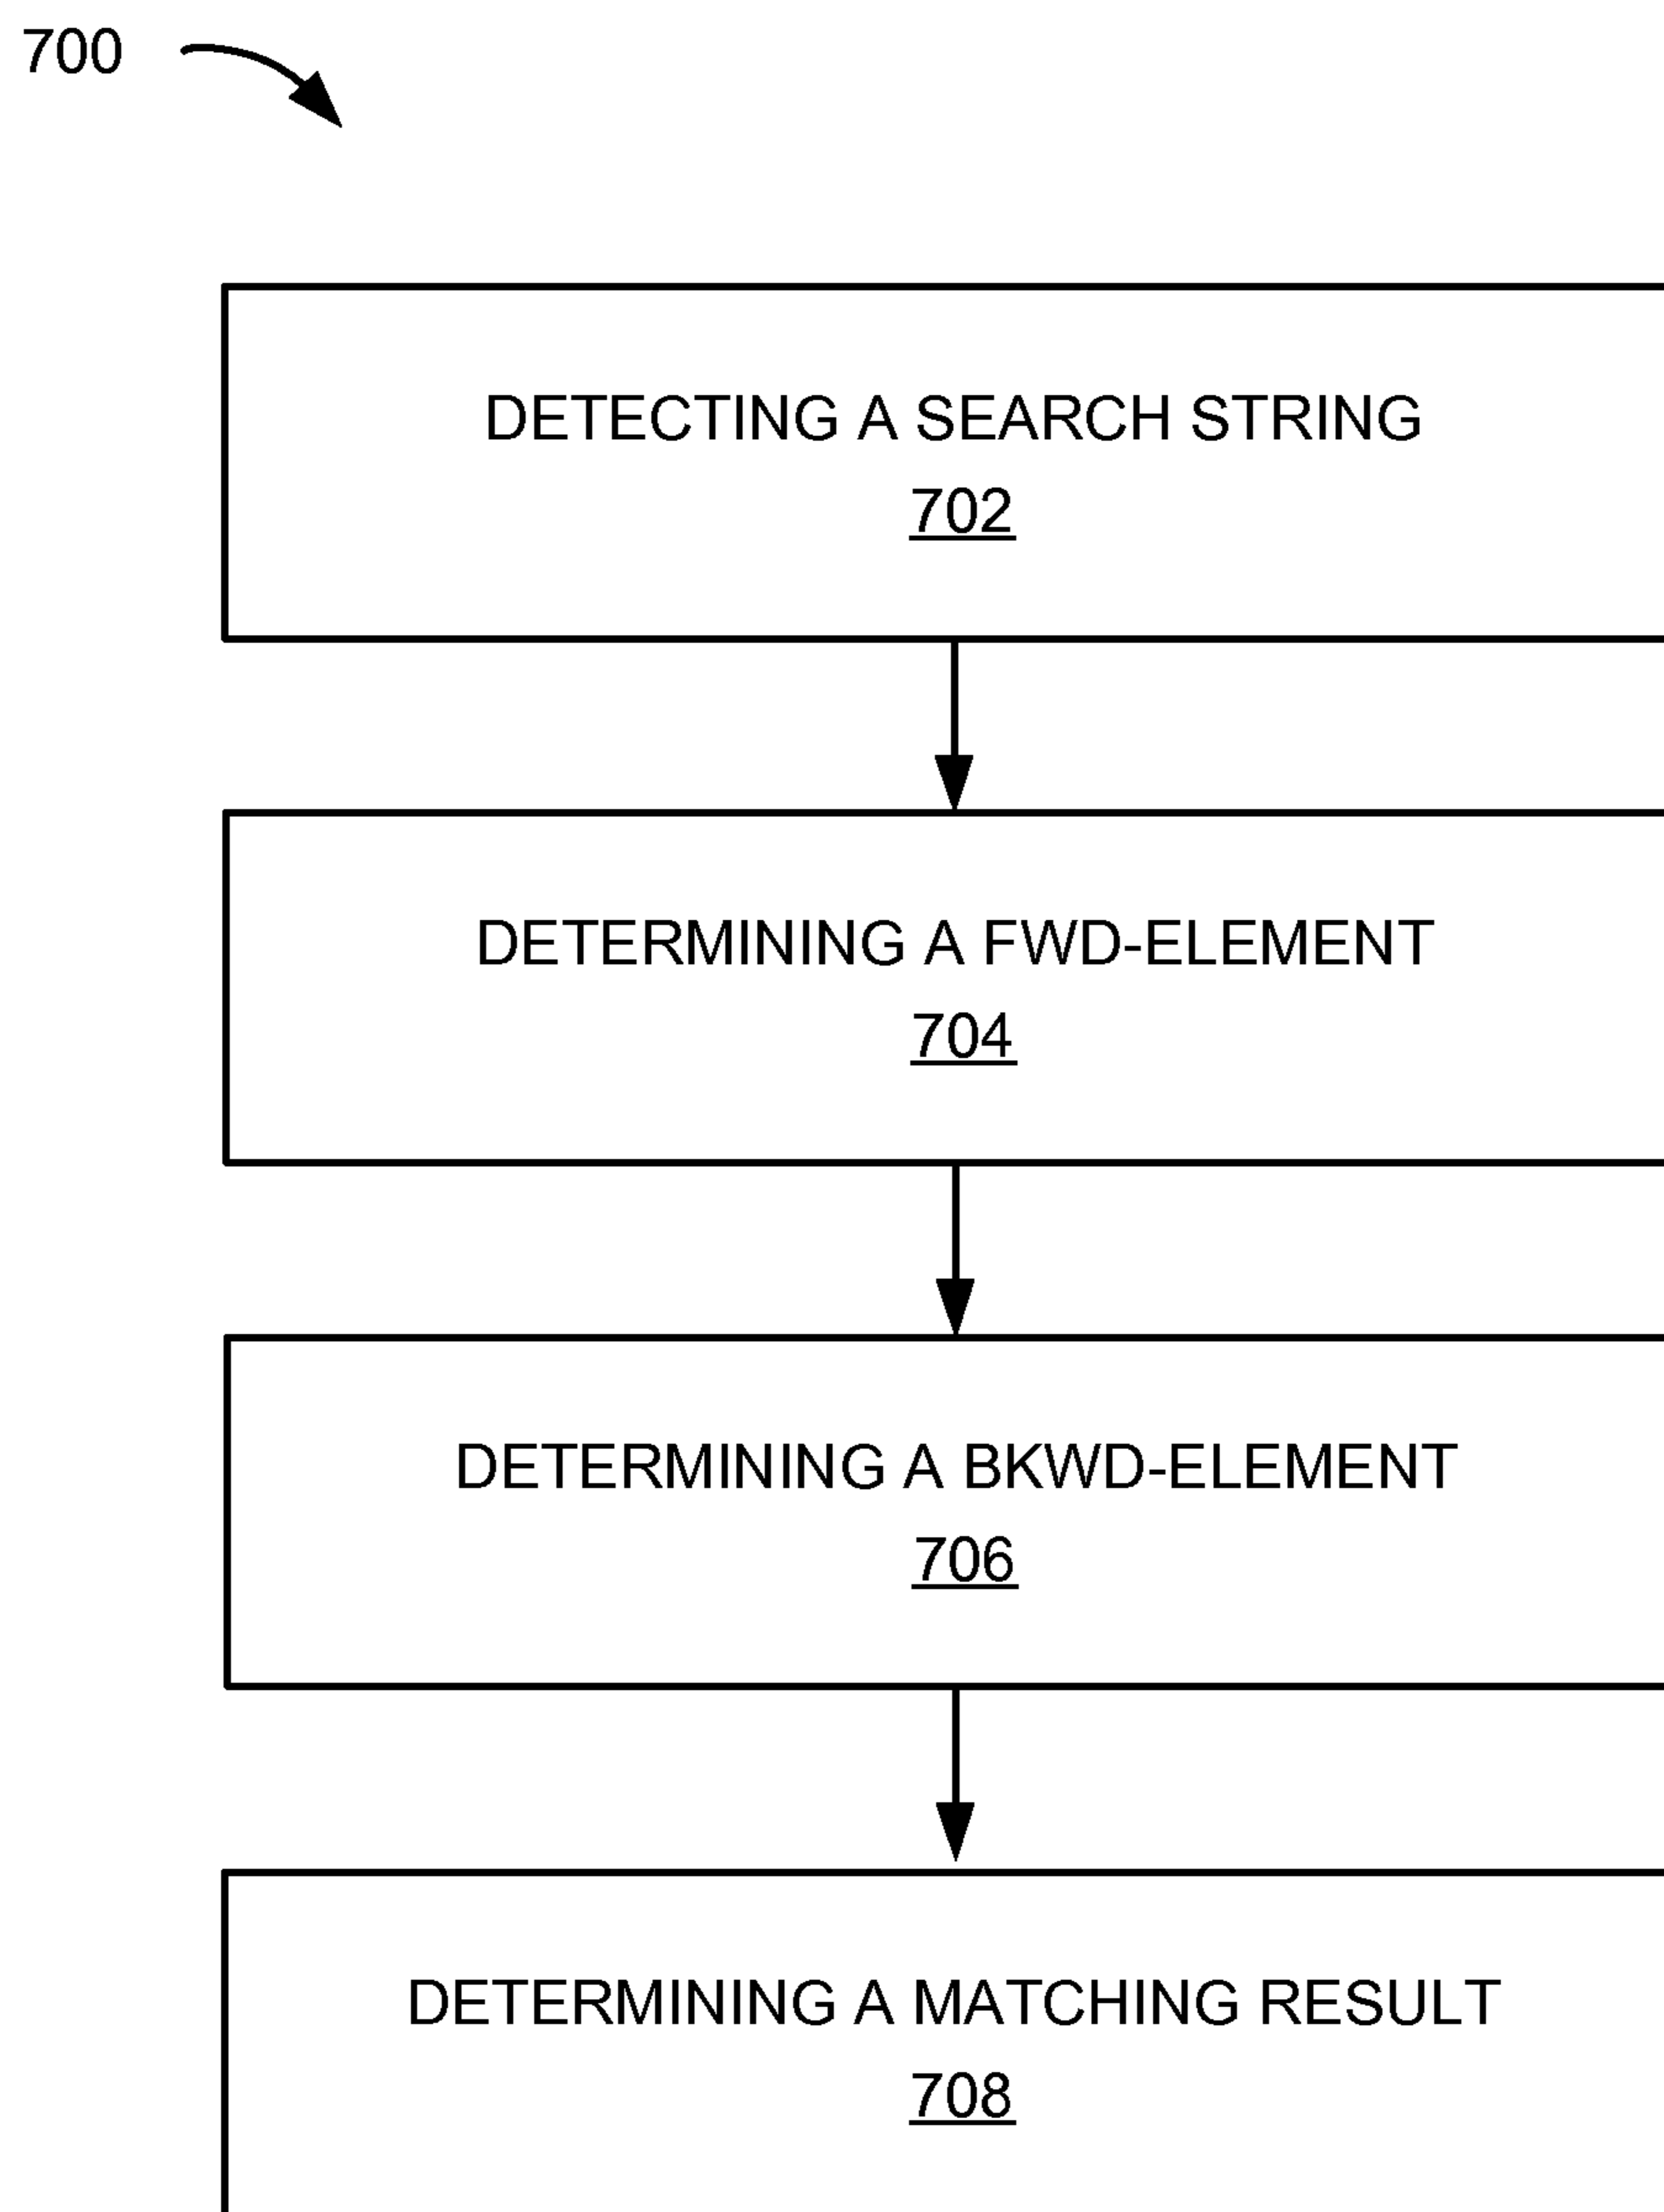 700
DETECTING A SEARCH STRING
702
DETERMINING A FWD-ELEMENT
704
DETERMINING A BKWD-ELEMENT
706
DETERMINING A MATCHING RESULT
708